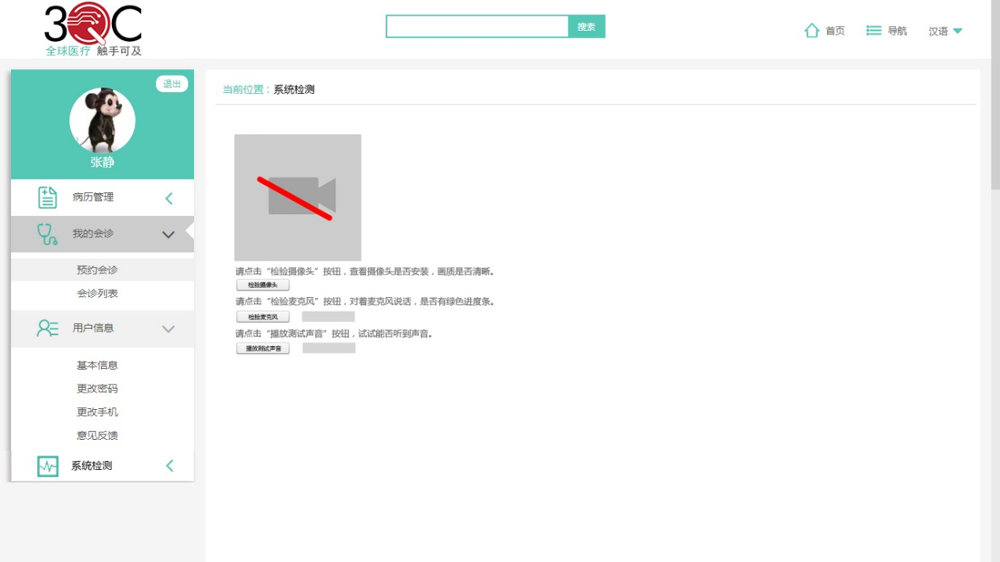 3QC
全球医疗 触手可及
搜索
首页
导航
汉语
退出
张静
病历管理
我的会诊
预约会诊
会诊列表
用户信息
基本信息
更改密码
更改手机
意见反馈
系统检测
当前位置：系统检测
请点击“检验摄像头”按钮，查看摄像头是否安装，画质是否清晰。
检验摄像头
请点击“检验麦克风”按钮，对着麦克风说话，是否有绿色进度条。
检验麦克风
请点击“播放测试声音”按钮，试试能否听到声音。
播放测试声音